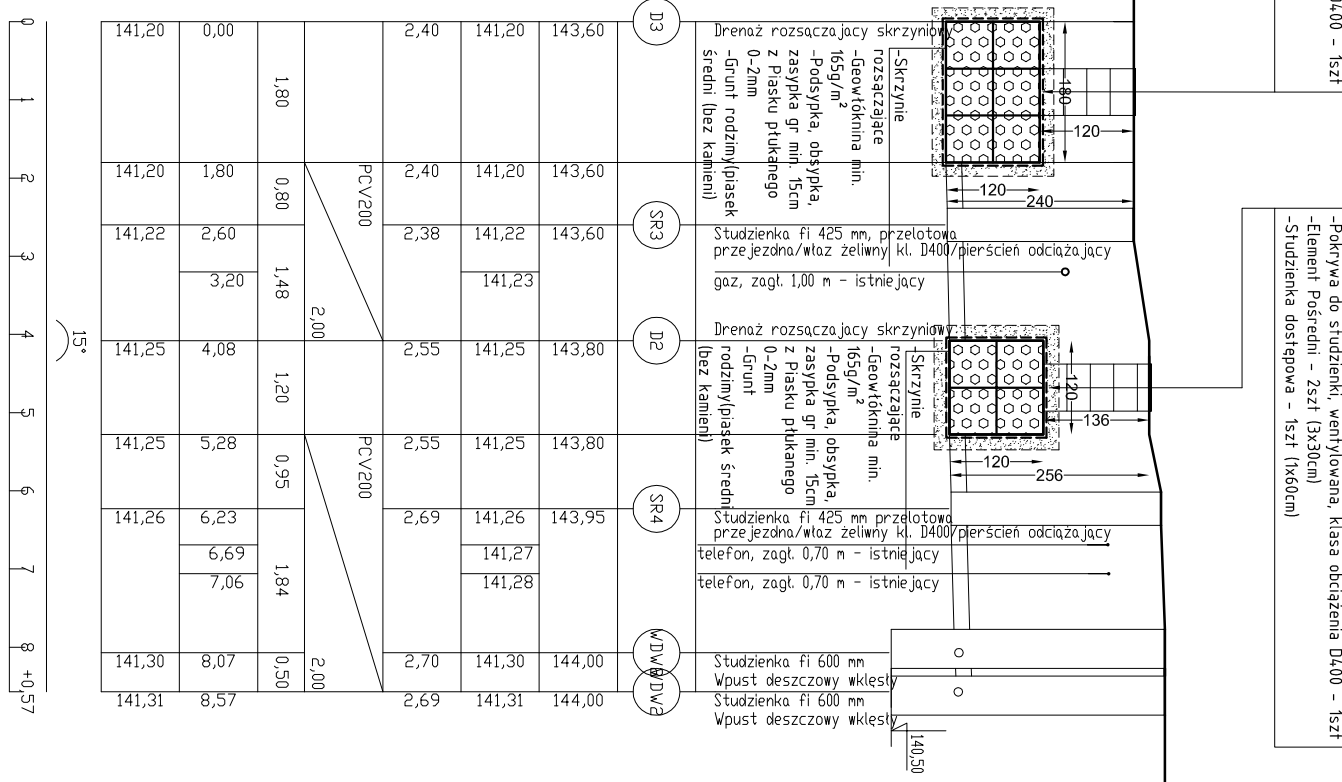 0
1
2
3
4
5
6
7
8
+0,57
15°
141,20 0,00 2,40 141,20 143,60 D3
1,80
141,20 1,80 2,40 141,20 143,60
0,80
PCV200
141,22 2,60 2,38 141,22 143,60 SR3
3,20 141,23
1,48
2,00
141,25 4,08 2,55 141,25 143,80 D2
1,20
141,25 5,28 2,55 141,25 143,80
0,95
PCV200
141,26 6,23 2,69 141,26 143,95 SR4
6,69 141,27
7,06 141,28
1,84
141,30 8,07 2,70 141,30 144,00
0,50
2,00
141,31 8,57 2,69 141,31 144,00 WDW2
Drenaż rozsączajacy skrzyniowy
-Skrzynie
rozsączające
-Geowłóknina min.
165g/m²
-Podsypka, obsypka,
zasypka gr min. 15cm
z Piasku płukanego
0-2mm
-Grunt rodzimy(piasek
średni (bez kamieni)
Studzienka fi 425 mm, przelotowa
przejezdna/właz żeliwny kl. D400/pierścień odciążający
gaz, zagł. 1,00 m - istniejący
Drenaż rozsączajacy skrzyniowy
-Skrzynie
rozsączające
-Geowłóknina min.
165g/m²
-Podsypka, obsypka,
zasypka gr min. 15cm
z Piasku płukanego
0-2mm
-Grunt
rodzimy(piasek średni
(bez kamieni)
Studzienka fi 425 mm przelotowa
przejezdna/właz żeliwny kl. D400/pierścień odciążający
telefon, zagł. 0,70 m - istniejący
telefon, zagł. 0,70 m - istniejący
Studzienka fi 600 mm
Wpust deszczowy wklęsły
Studzienka fi 600 mm
Wpust deszczowy wklęsły
180
120
120
240
120
136
120
256
140,50
D400 - 1szt
-Pokrywa do studzienki, wentylowana, klasa obciążenia D400 - 1szt
-Element Pośredni - 2szt (3x30cm)
-Studzienka dostępowa - 1szt (1x60cm)